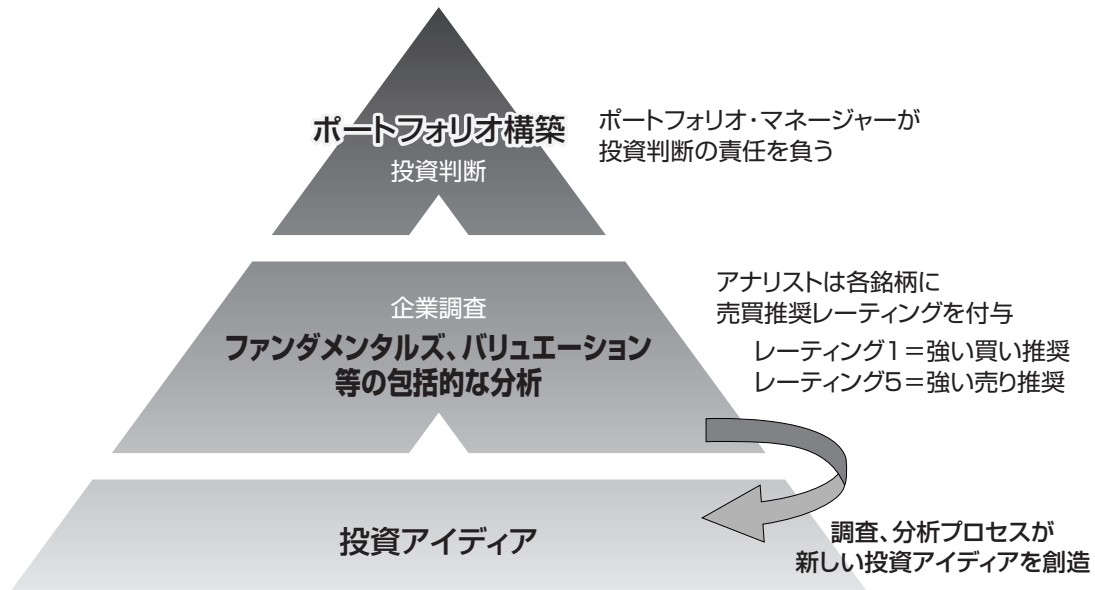 ポートフォリオ構築
投資判断
ポートフォリオ・マネージャーが
投資判断の責任を負う
企業調査
ファンダメンタルズ、バリュエーション
等の包括的な分析
アナリストは各銘柄に
売買推奨レーティングを付与
レーティング1＝強い買い推奨
レーティング5＝強い売り推奨
投資アイディア
調査、分析プロセスが
新しい投資アイディアを創造